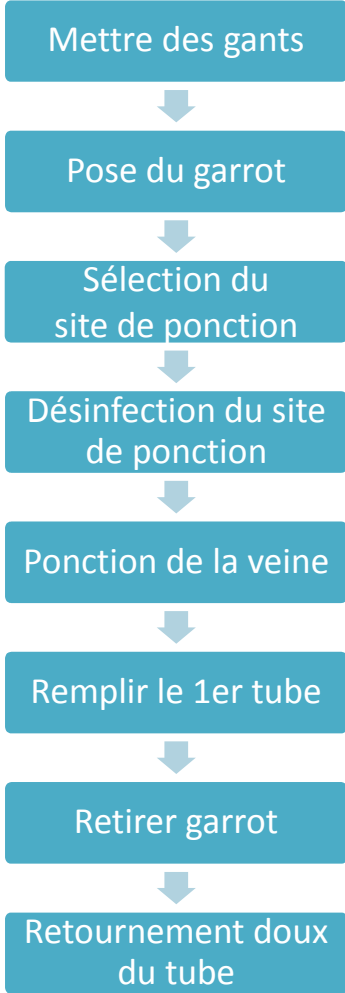 Mettre des gants
Pose du garrot
Sélection du
site de ponction
Désinfection du site
de ponction
Ponction de la veine
Remplir le 1er tube
Retirer garrot
Retournement doux
du tube